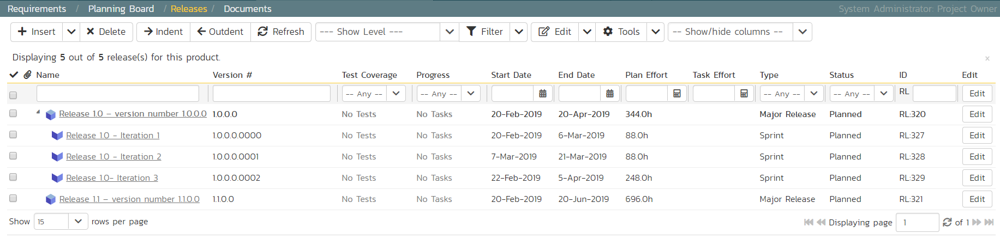 Requirements / Planning Board / Releases / Documents System Administrator: Project Owner
Insert Delete Indent Outdent Refresh --- Show Level --- Filter Edit Tools -- Show/hide columns --
Displaying 5 out of 5 release(s) for this product. ×
Name Version # Test Coverage Progress Start Date End Date Plan Effort Task Effort Type Status ID Edit
-- Any -- -- Any -- -- Any -- -- Any -- RL Edit
Release 1.0 – version number 1.0.0.0 1.0.0.0 No Tests No Tasks 20-Feb-2019 20-Apr-2019 344.0h Major Release Planned RL:320 Edit
Release 1.0 - Iteration 1 1.0.0.0.0000 No Tests No Tasks 20-Feb-2019 6-Mar-2019 88.0h Sprint Planned RL:327 Edit
Release 1.0 - Iteration 2 1.0.0.0.0001 No Tests No Tasks 7-Mar-2019 21-Mar-2019 88.0h Sprint Planned RL:328 Edit
Release 1.0- Iteration 3 1.0.0.0.0002 No Tests No Tasks 22-Feb-2019 5-Apr-2019 248.0h Sprint Planned RL:329 Edit
Release 1.1 – version number 1.1.0.0 1.1.0.0 No Tests No Tasks 20-Feb-2019 20-Jun-2019 696.0h Major Release Planned RL:321 Edit
Show 15 rows per page Displaying page 1 of 1